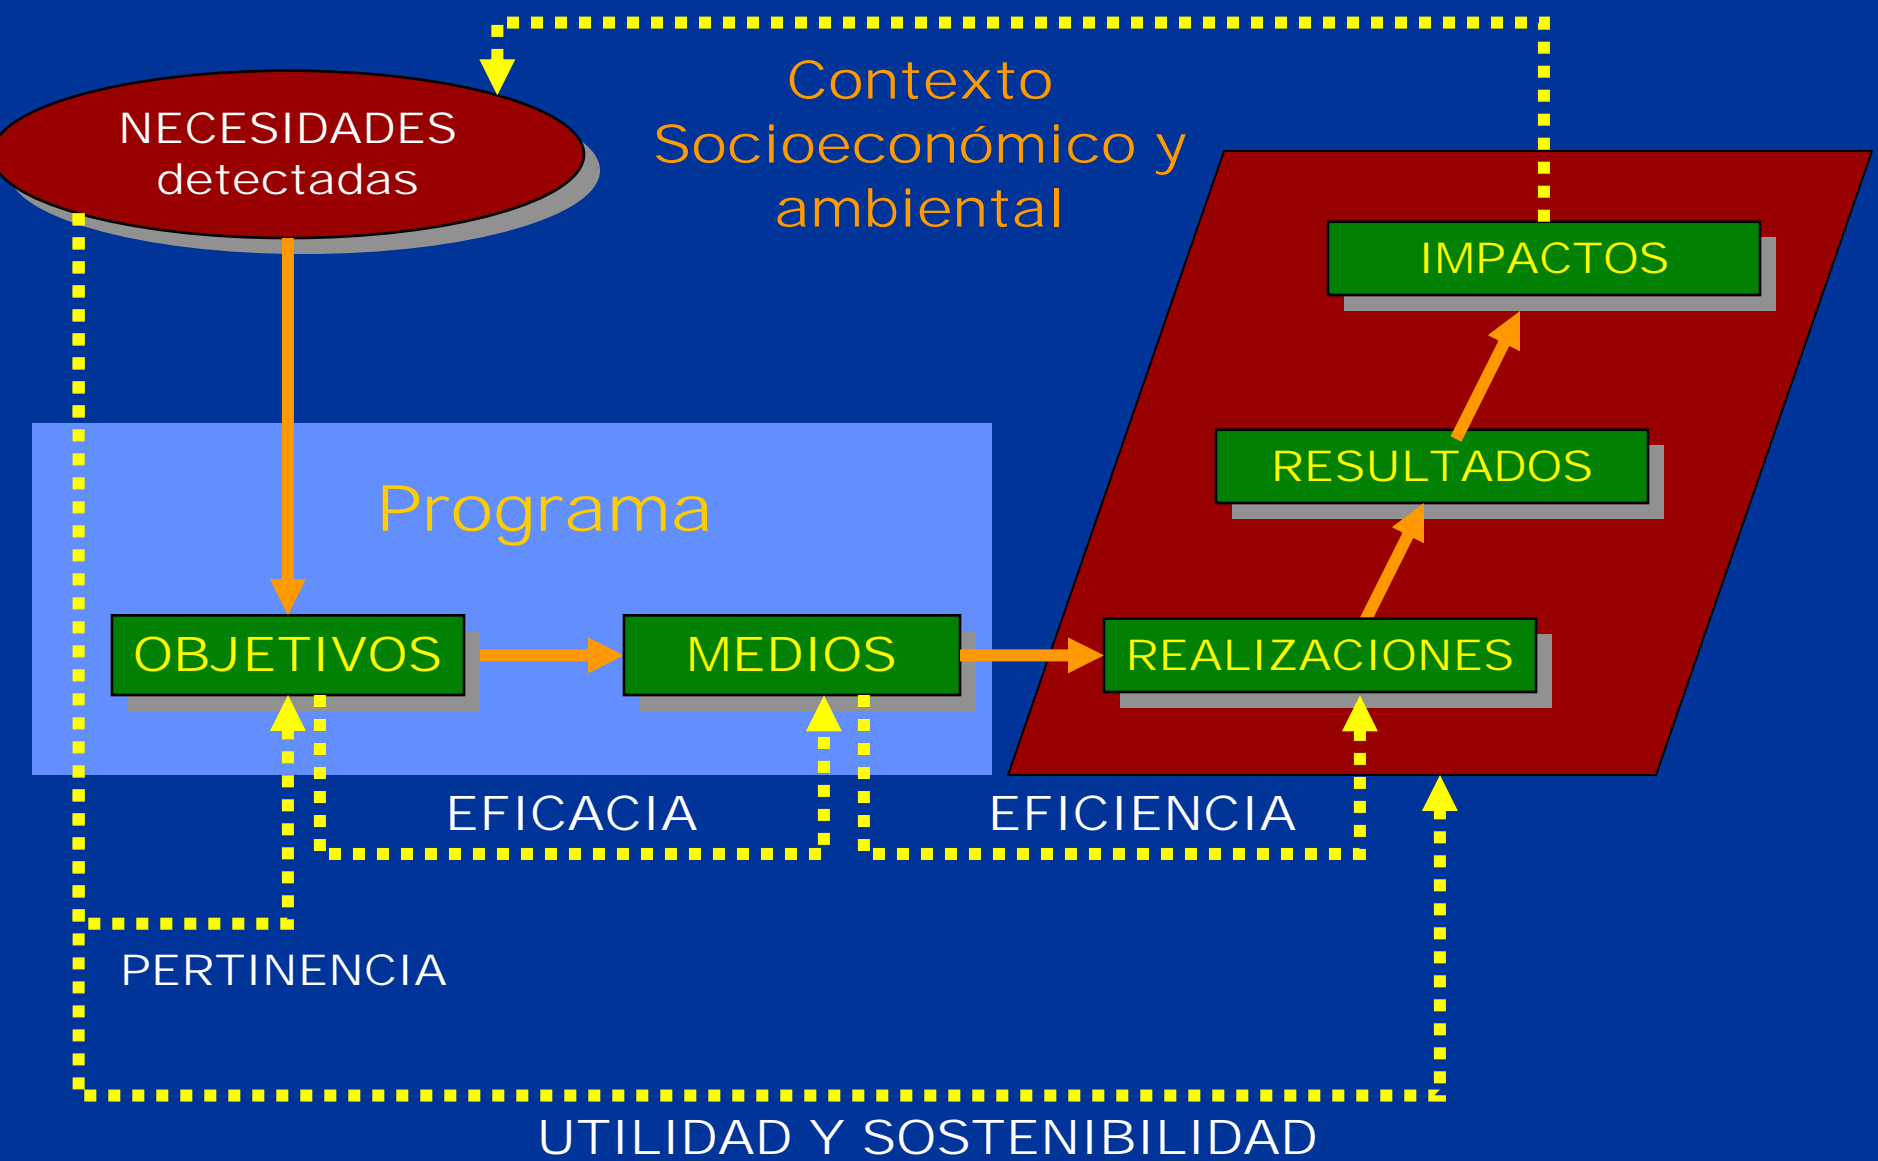 Contexto
Socioeconómico y
ambiental
NECESIDADES
detectadas
IMPACTOS
RESULTADOS
Programa
OBJETIVOS
MEDIOS
REALIZACIONES
EFICACIA
EFICIENCIA
PERTINENCIA
UTILIDAD Y SOSTENIBILIDAD